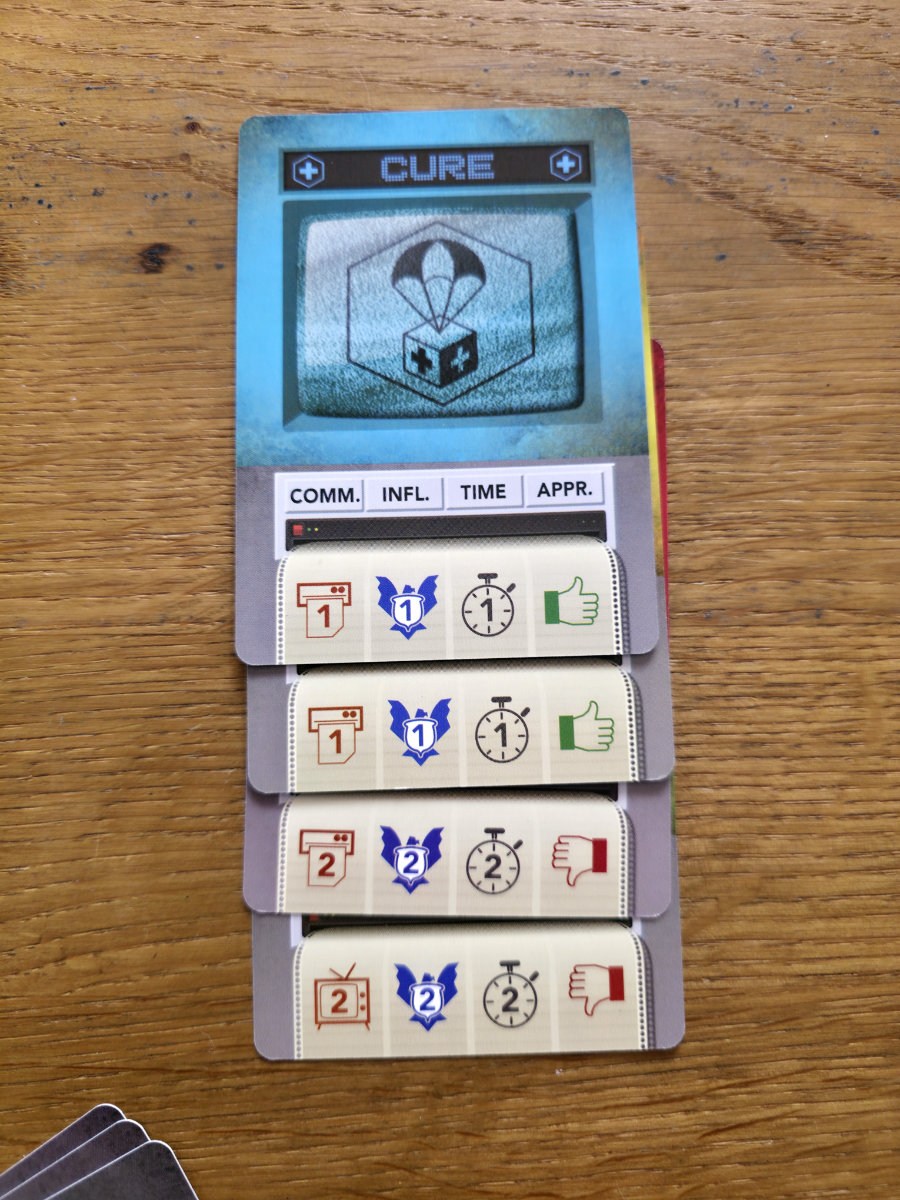 CURE
COMM. INFL. TIME APPR.
1 1 1
1 1 1
2 2 2
2 2 2